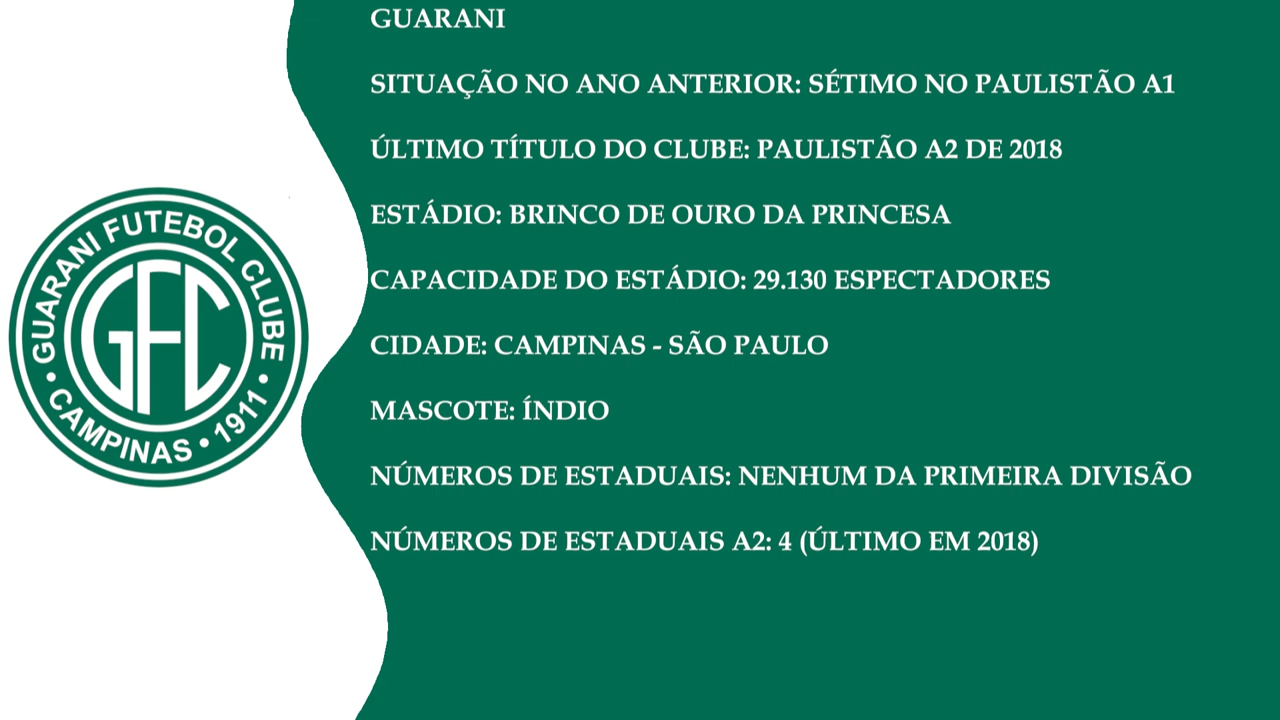 GUARANI
SITUAÇÃO NO ANO ANTERIOR: SÉTIMO NO PAULISTÃO A1
ÚLTIMO TÍTULO DO CLUBE: PAULISTÃO A2 DE 2018
ESTÁDIO: BRINCO DE OURO DA PRINCESA
CAPACIDADE DO ESTÁDIO: 29.130 ESPECTADORES
CIDADE: CAMPINAS - SÃO PAULO
MASCOTE: ÍNDIO
NÚMEROS DE ESTADUAIS: NENHUM DA PRIMEIRA DIVISÃO
NÚMEROS DE ESTADUAIS A2: 4 (ÚLTIMO EM 2018)
GUARANI FUTEBOL CLUBE
GFC
• CAMPINAS • 1911 •